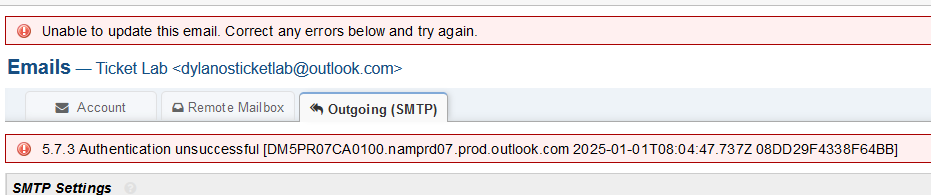 Unable to update this email. Correct any errors below and try again.
Emails — Ticket Lab <dylanosticketlab@outlook.com>
Account Remote Mailbox Outgoing (SMTP)
5.7.3 Authentication unsuccessful [DM5PR07CA0100.namprd07.prod.outlook.com 2025-01-01T08:04:47.737Z 08DD29F4338F64BB]
SMTP Settings